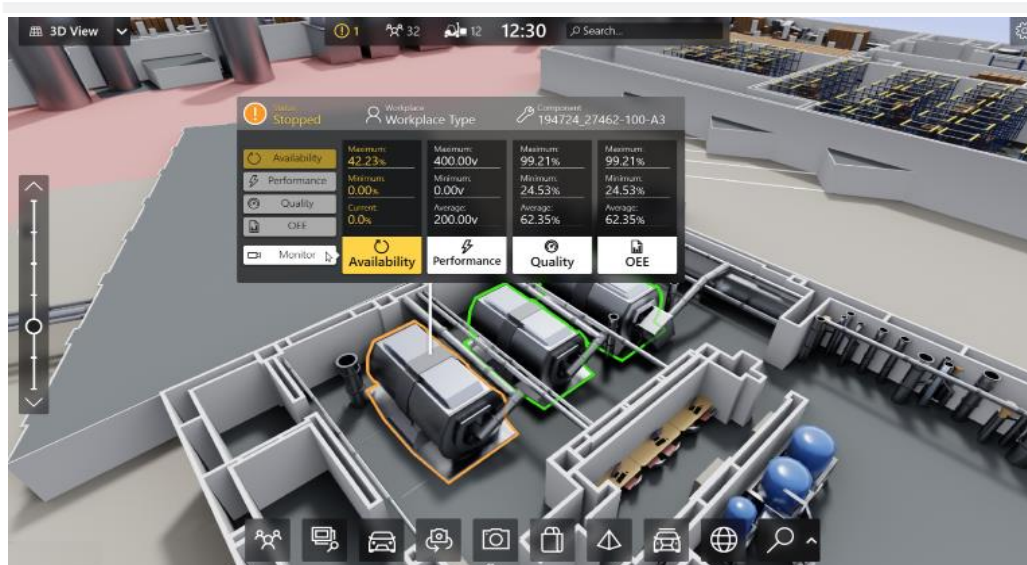 3D View
1
32
12
12:30
Search...
Status
Stopped
Workplace
Workplace Type
Component
194724_27462-100-A3
Availability
Performance
Quality
OEE
Monitor
Maximum:
42.23%
Minimum:
0.00%
Current:
0.0%
Availability
Maximum:
400.00v
Minimum:
0.00v
Average:
200.00v
Performance
Maximum:
99.21%
Minimum:
24.53%
Average:
62.35%
Quality
Maximum:
99.21%
Minimum:
24.53%
Average:
62.35%
OEE